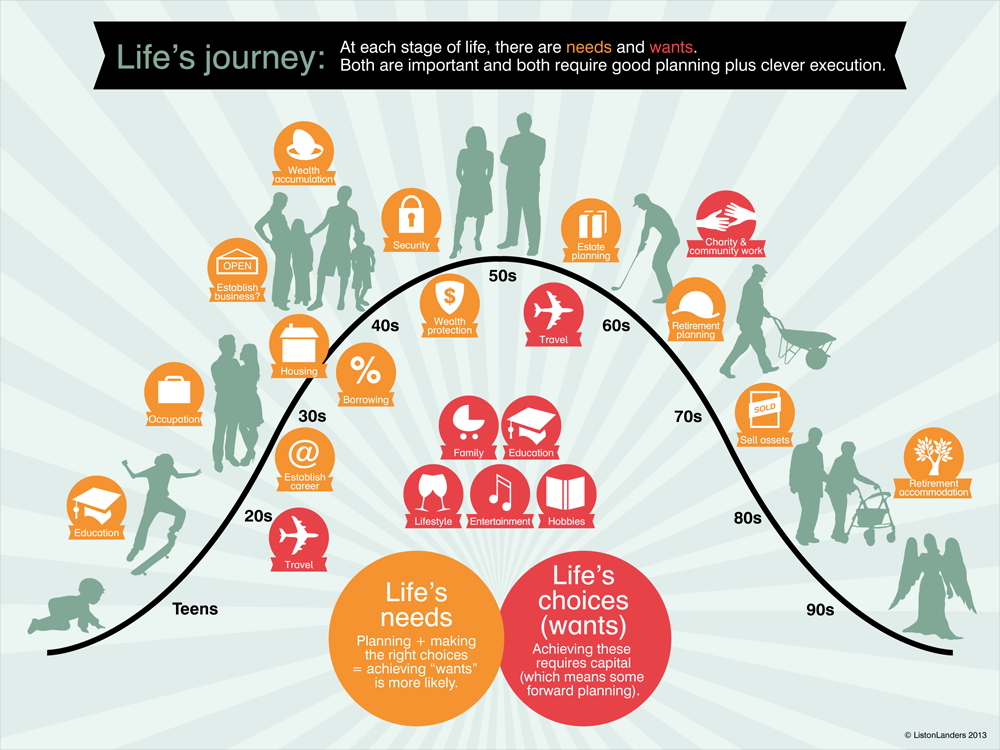 Life's journey:
At each stage of life, there are needs and wants.
Both are important and both require good planning plus clever execution.
Wealth
accumulation
Security
Estate
planning
Charity &
community work
OPEN
Establish
business?
50s
$
Wealth
protection
Travel
40s
60s
Retirement
planning
Housing
%
Borrowing
Occupation
30s
70s
SOLD
Sell assets
Family
Education
@
Establish
career
Retirement
accommodation
Education
20s
Lifestyle
Entertainment
Hobbies
80s
Travel
Teens
90s
Life's
needs
Planning + making
the right choices
= achieving "wants"
is more likely.
Life's
choices
(wants)
Achieving these
requires capital
(which means some
forward planning).
© ListonLanders 2013